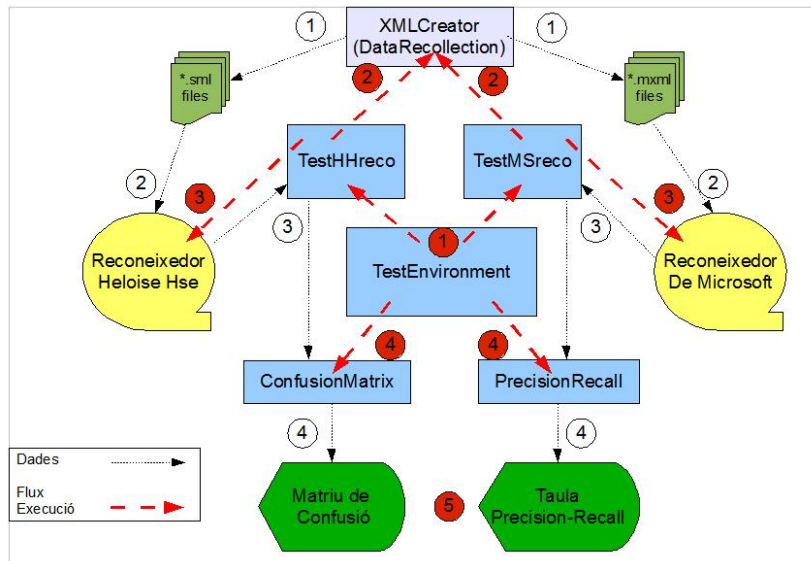 1
XMLCreator
(DataRecollection)
1
*.sml
files
2
2
*.mxml
files
TestHHreco
TestMSreco
2
3
3
2
3
1
3
Reconeixedor
Heloise Hse
TestEnvironment
Reconeixedor
De Microsoft
4
4
ConfusionMatrix
PrecisionRecall
4
4
Dades
Flux
Execució
Matriu de
Confusió
5
Taula
Precision-Recall